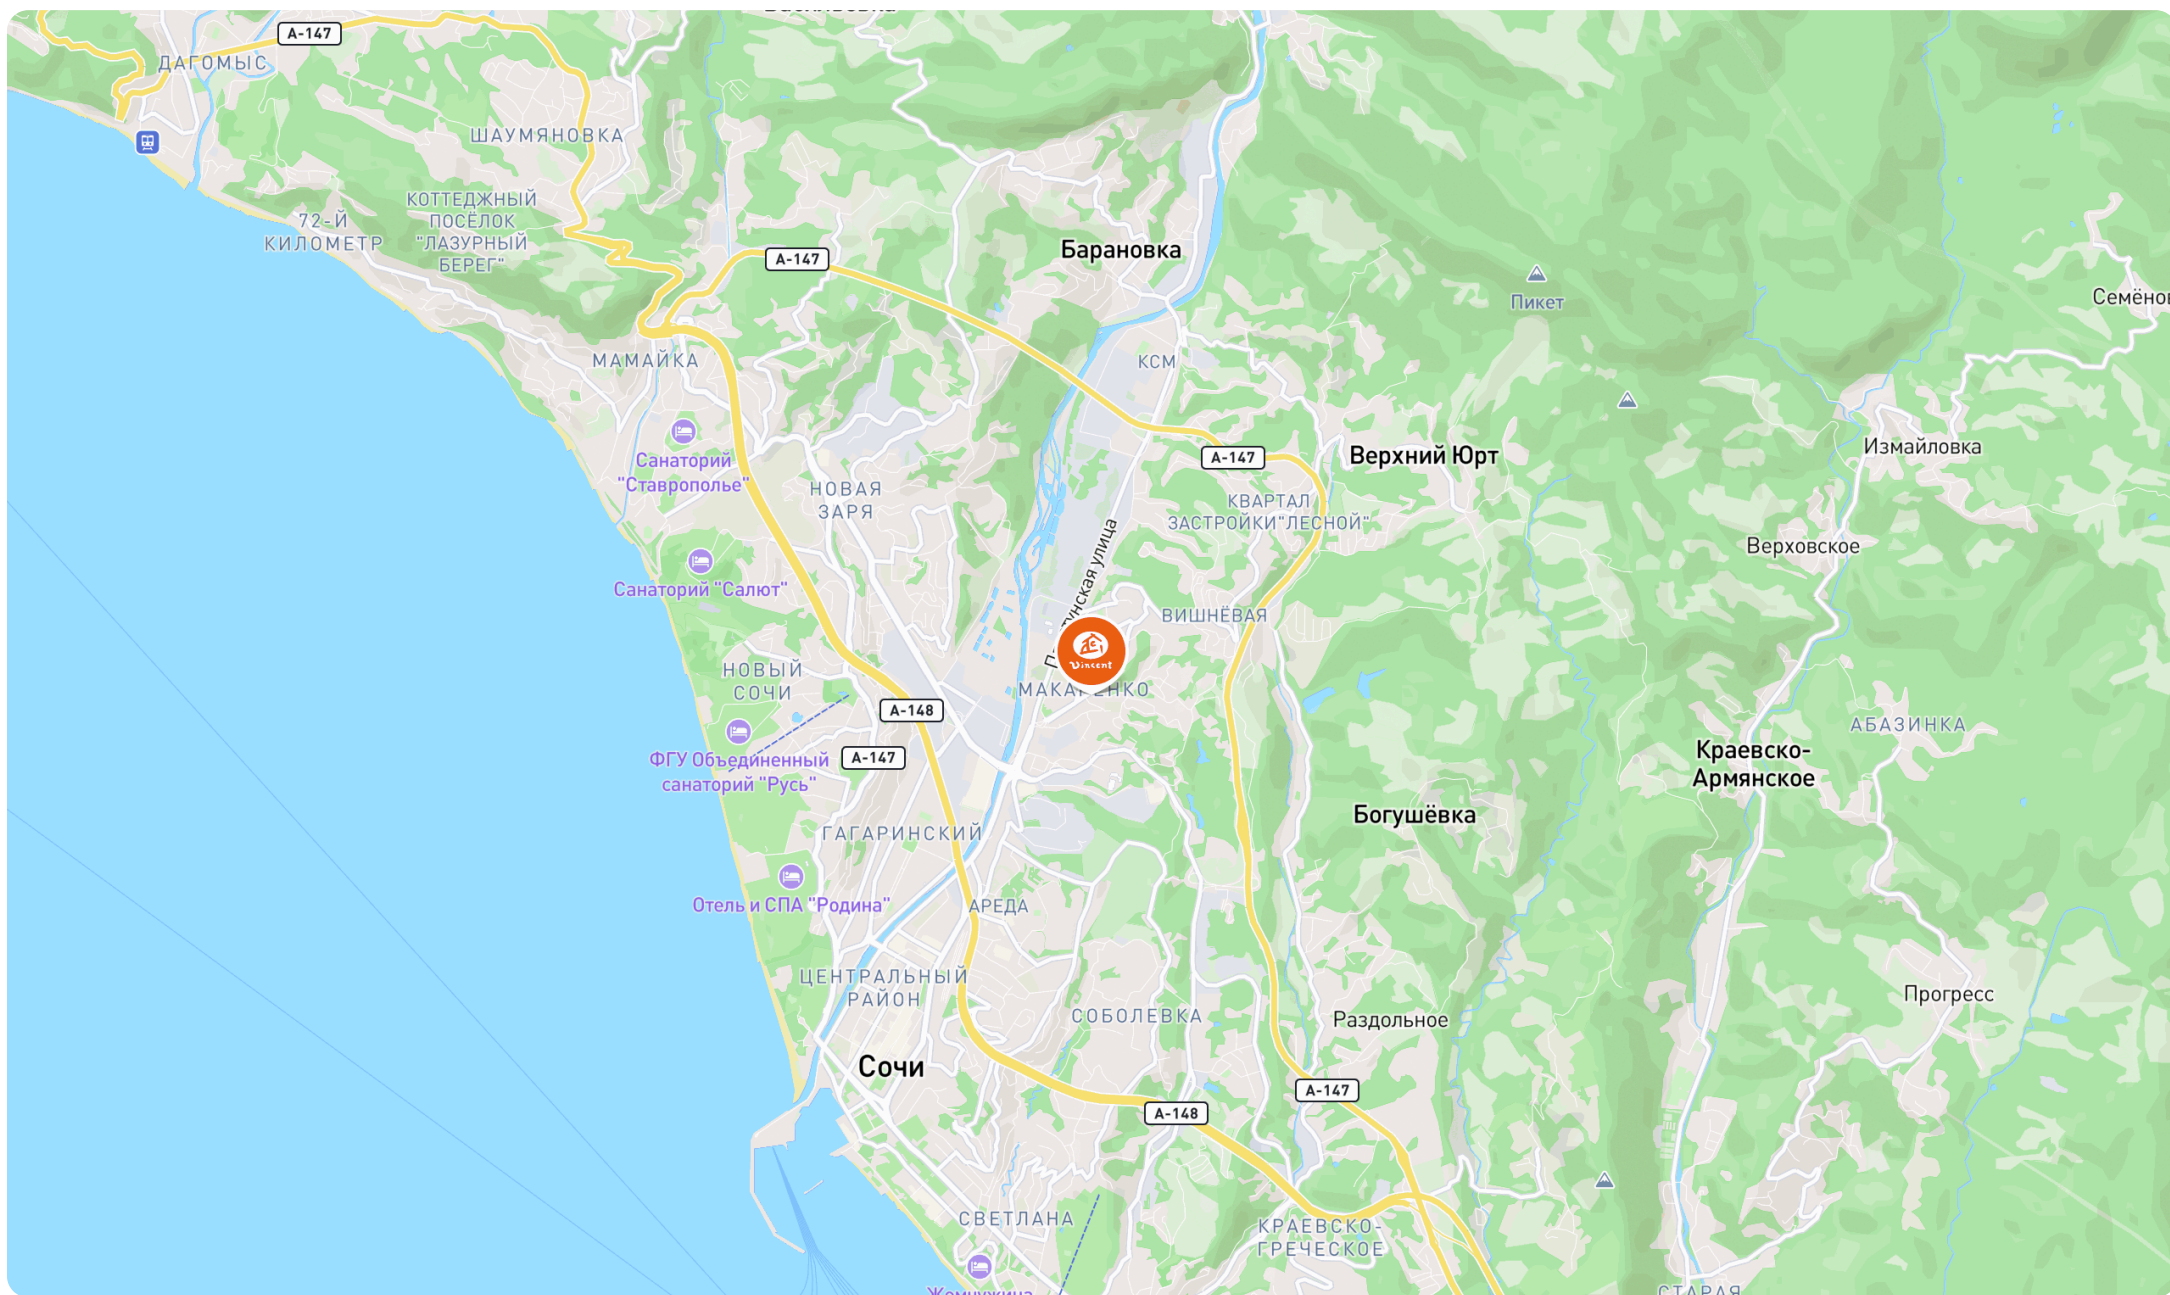 А-147
ДАГОМЫС
ШАУМЯНОВКА
КОТТЕДЖНЫЙ
ПОСЁЛОК
"ЛАЗУРНЫЙ
БЕРЕГ"
72-Й
КИЛОМЕТР
А-147
Барановка
Пикет
МАМАЙКА
КСМ
Измайловка
Санаторий
"Ставрополье"
А-147
Верхний Юрт
НОВАЯ
ЗАРЯ
КВАРТАЛ
ЗАСТРОЙКИ"ЛЕСНОЙ"
Верховское
Санаторий "Салют"
ВИШНЁВАЯ
Vincent
НОВЫЙ
СОЧИ
А-148
АБАЗИНКА
ФГУ Объединенный
санаторий "Русь"
А-147
Краевско-
Армянское
Богушёвка
ГАГАРИНСКИЙ
Отель и СПА "Родина"
АРЕДА
ЦЕНТРАЛЬНЫЙ
РАЙОН
СОБОЛЕВКА
Раздольное
Прогресс
Сочи
А-148
А-147
СВЕТЛАНА
КРАЕВСКО-
ГРЕЧЕСКОЕ
СТАРАЯ